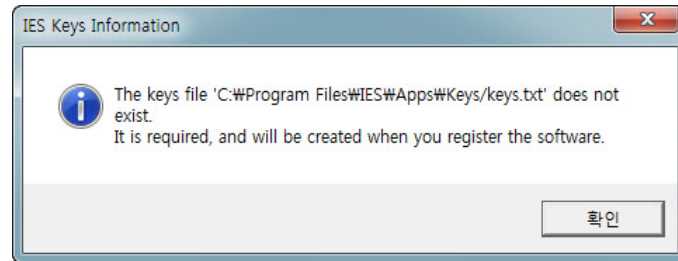 IES Keys Information
The keys file 'C:₩Program Files₩IES₩Apps₩Keys/keys.txt' does not
exist.
It is required, and will be created when you register the software.
확인